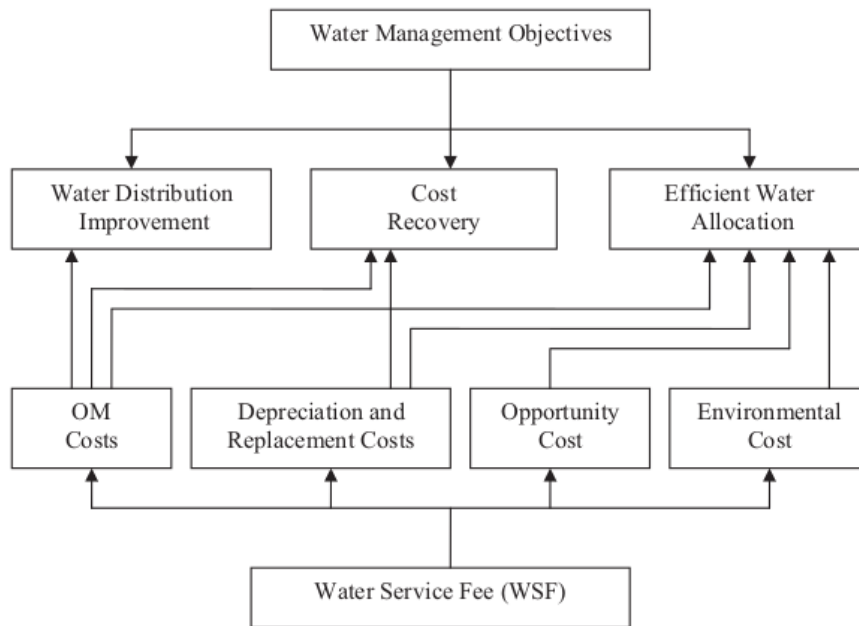 Water Management Objectives
Water Distribution
Improvement
Cost
Recovery
Efficient Water
Allocation
OM
Costs
Depreciation and
Replacement Costs
Opportunity
Cost
Environmental
Cost
Water Service Fee (WSF)